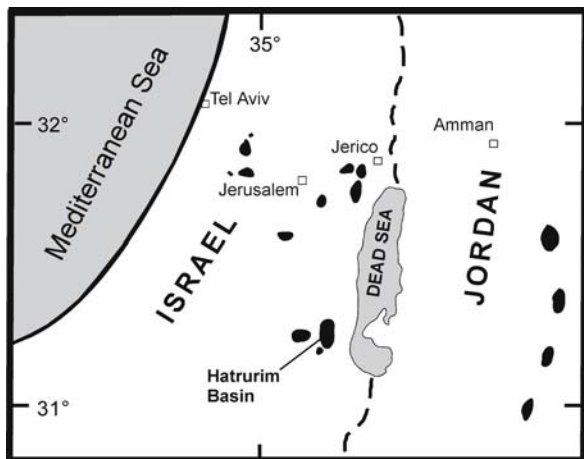 35°
Mediterranean Sea
Tel Aviv
32°
Jerico
Amman
Jerusalem
ISRAEL
DEAD SEA
JORDAN
Hatrurim
Basin
31°